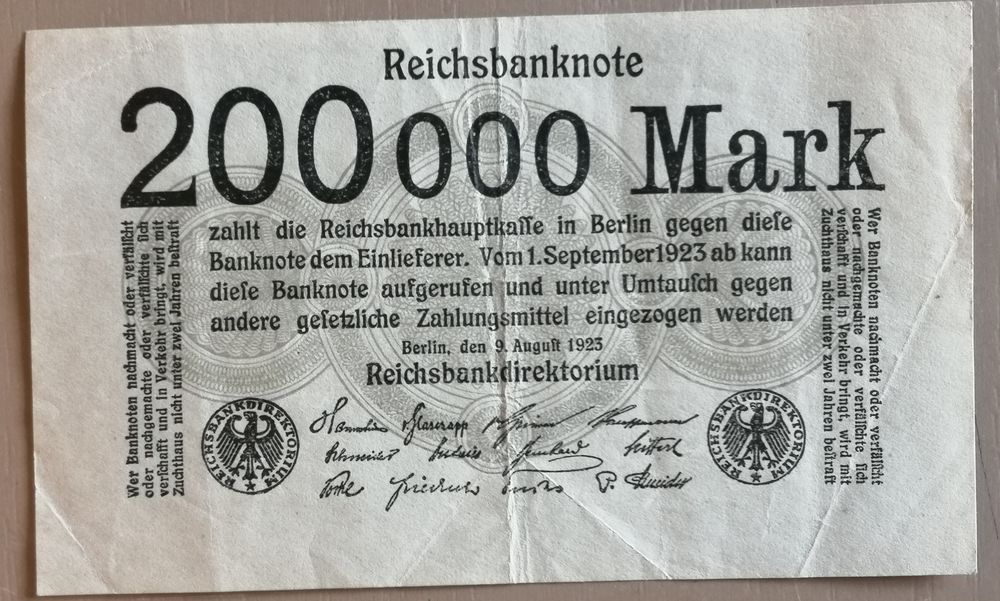 Reichsbanknote
200000 Mark
zahlt die Reichsbankhauptkaſſe in Berlin gegen dieſe
Banknote dem Einlieferer. Vom 1. September 1923 ab kann
dieſe Banknote aufgerufen und unter Umtauſch gegen
andere geſetzliche Zahlungsmittel eingezogen werden
Berlin, den 9. Auguſt 1923
Reichsbankdirektorium
v. Glasenapp
Schneider
P. Schneider
REICHSBANKDIREKTORIUM
REICHSBANKDIREKTORIUM
Wer Banknoten nachmacht oder verfälſcht
oder nachgemachte oder verfälſchte ſich
verſchafft und in Verkehr bringt, wird mit
Zuchthaus nicht unter zwei Jahren beſtraft
Wer Banknoten nachmacht oder verfälſcht
oder nachgemachte oder verfälſchte ſich
verſchafft und in Verkehr bringt, wird mit
Zuchthaus nicht unter zwei Jahren beſtraft